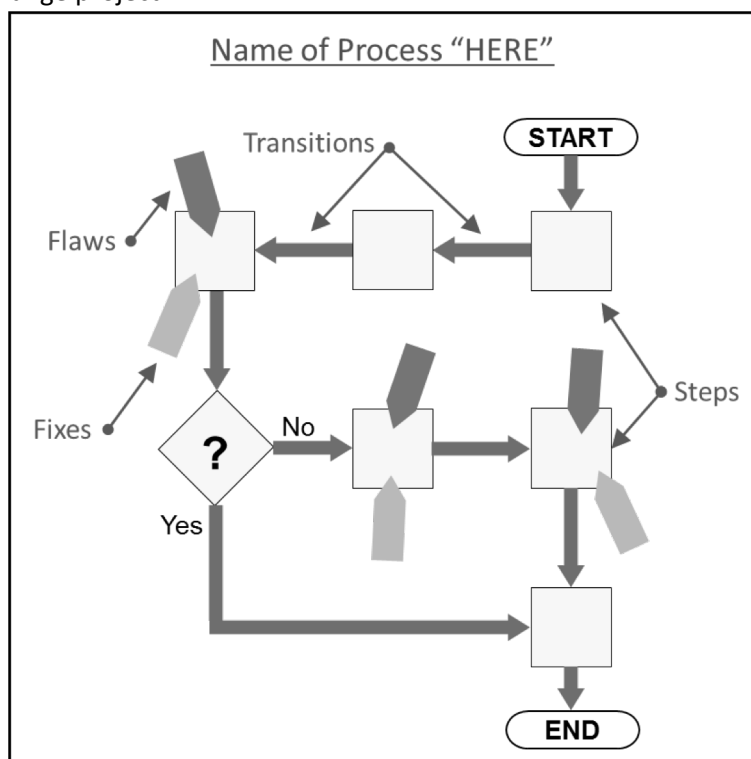 Name of Process “HERE”
Transitions
START
Flaws
Fixes
No
Steps
?
Yes
END